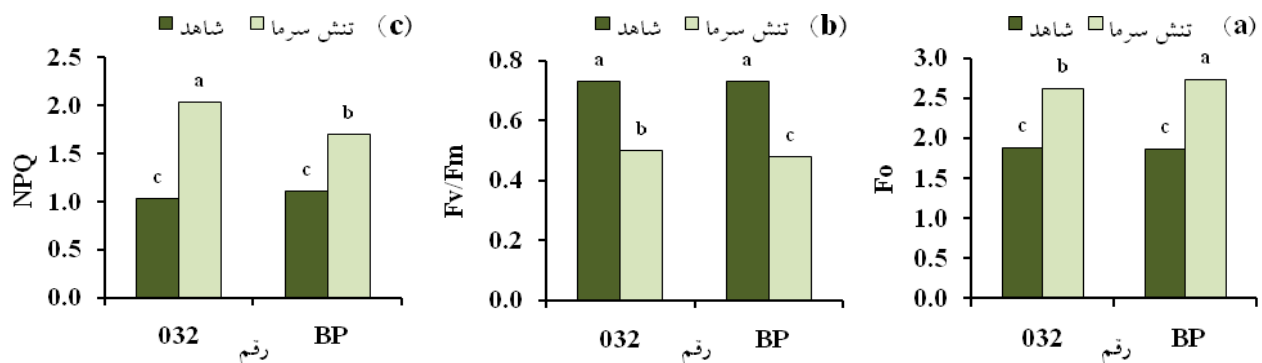 (c) تنش سرما شاهد
2.5
2.0
1.5
1.0
0.5
0.0
NPQ
c
a
c
b
032
BP
رقم
(b) تنش سرما شاهد
0.8
0.6
0.4
0.2
0.0
Fv/Fm
a
b
a
c
032
BP
رقم
(a) تنش سرما شاهد
3.0
2.5
2.0
1.5
1.0
0.5
0.0
Fo
c
b
c
a
032
BP
رقم